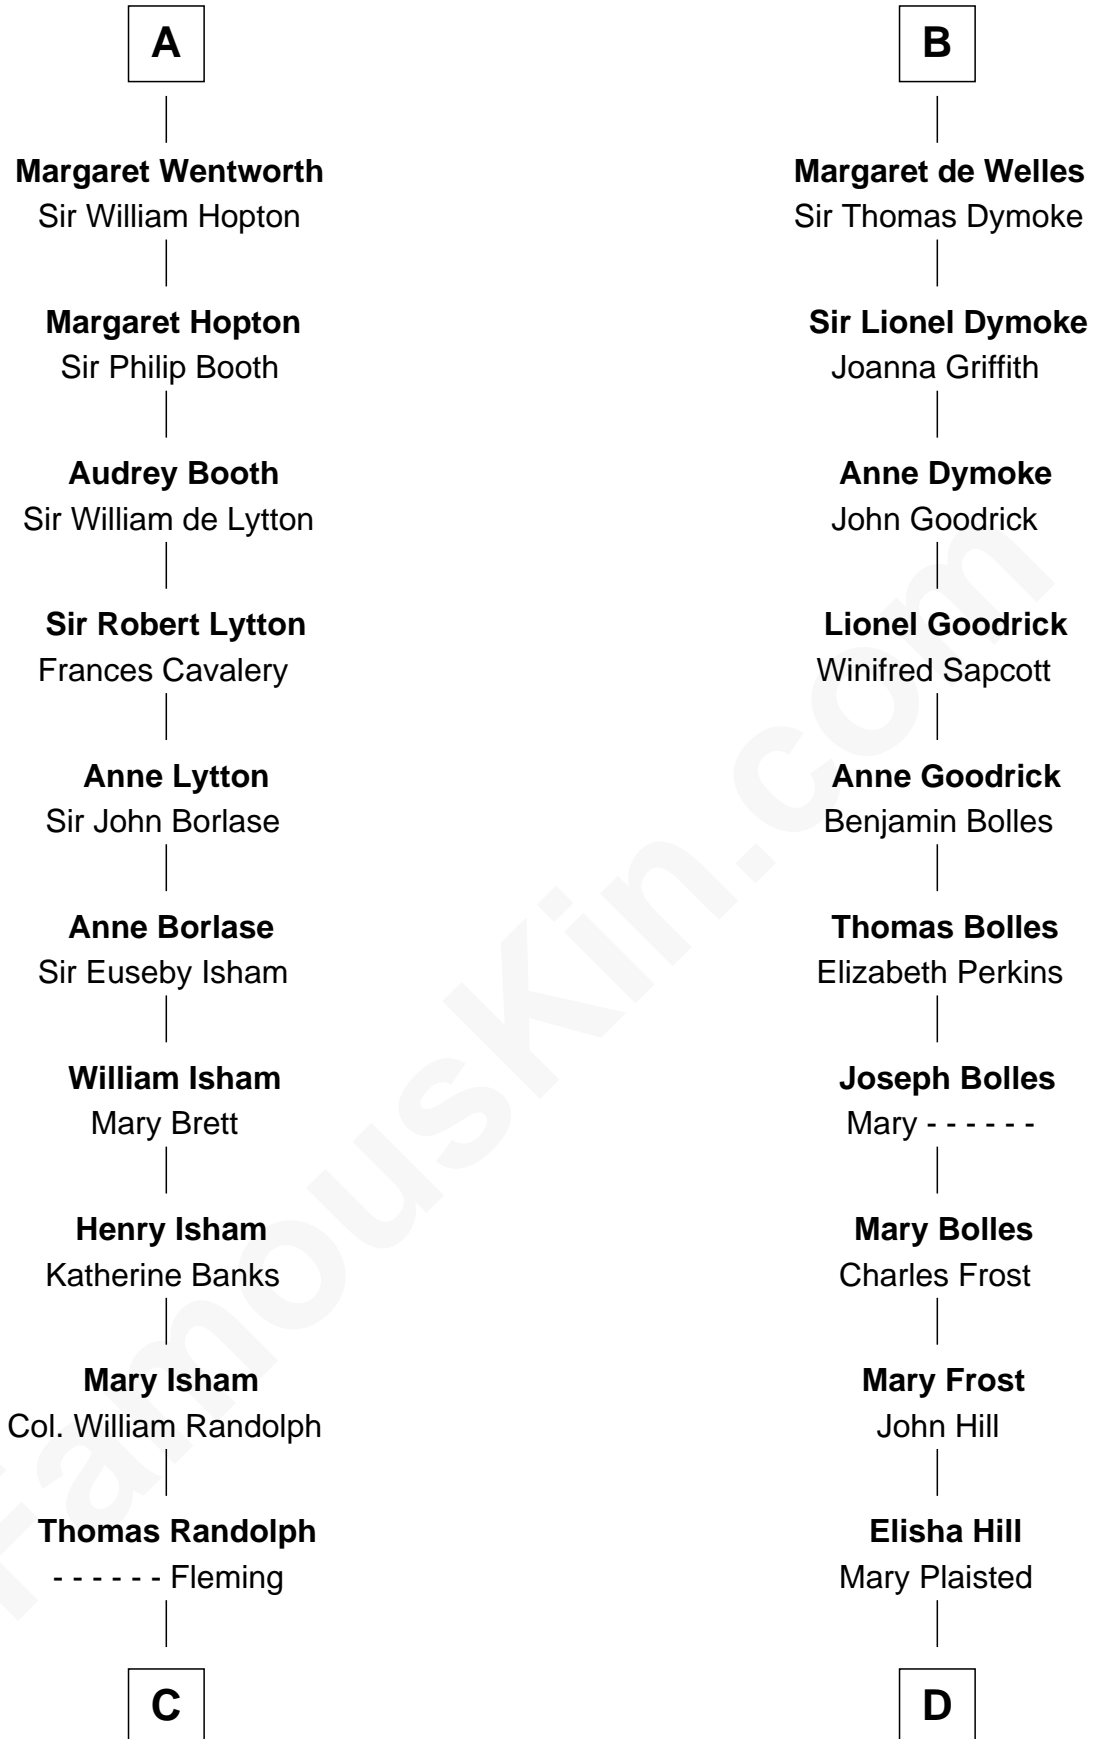 A
Margaret Wentworth
Sir William Hopton
Margaret Hopton
Sir Philip Booth
Audrey Booth
Sir William de Lytton
Sir Robert Lytton
Frances Cavalery
Anne Lytton
Sir John Borlase
Anne Borlase
Sir Euseby Isham
William Isham
Mary Brett
Henry Isham
Katherine Banks
Mary Isham
Col. William Randolph
Thomas Randolph
- - - - - - Fleming
C
B
Margaret de Welles
Sir Thomas Dymoke
Sir Lionel Dymoke
Joanna Griffith
Anne Dymoke
John Goodrick
Lionel Goodrick
Winifred Sapcott
Anne Goodrick
Benjamin Bolles
Thomas Bolles
Elizabeth Perkins
Joseph Bolles
Mary - - - - - -
Mary Bolles
Charles Frost
Mary Frost
John Hill
Elisha Hill
Mary Plaisted
D
FamousKin.com